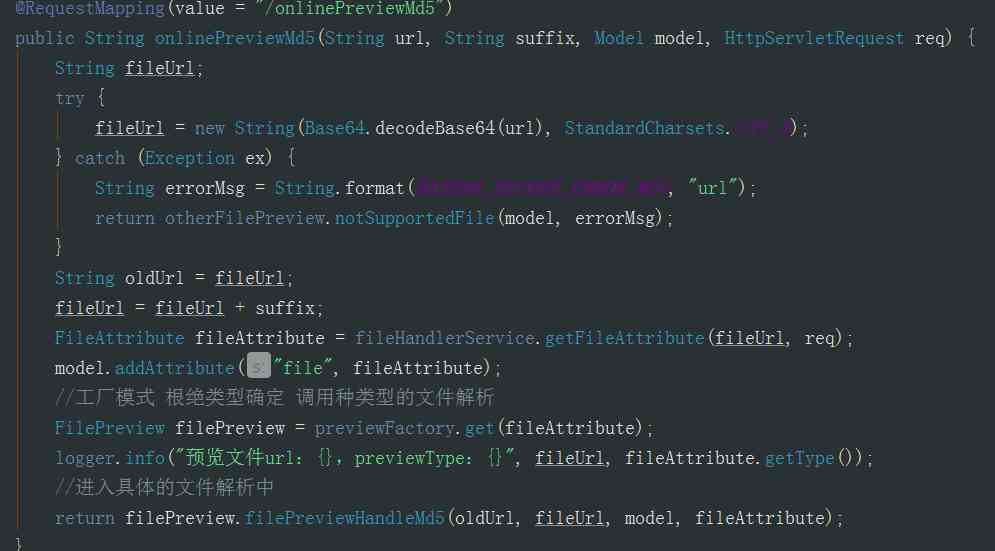 @RequestMapping(value = "/onlinePreviewMd5")
public String onlinePreviewMd5(String url, String suffix, Model model, HttpServletRequest req) {
String fileUrl;
try {
fileUrl = new String(Base64.decodeBase64(url), StandardCharsets.UTF_8);
} catch (Exception ex) {
String errorMsg = String.format(BASE64_DECODE_ERROR_MSG, "url");
return otherFilePreview.notSupportedFile(model, errorMsg);
}
String oldUrl = fileUrl;
fileUrl = fileUrl + suffix;
FileAttribute fileAttribute = fileHandlerService.getFileAttribute(fileUrl, req);
model.addAttribute(s: "file", fileAttribute);
//工厂模式 根绝类型确定 调用种类型的文件解析
FilePreview filePreview = previewFactory.get(fileAttribute);
logger.info("预览文件url：{}，previewType：{}", fileUrl, fileAttribute.getType());
//进入具体的文件解析中
return filePreview.filePreviewHandleMd5(oldUrl, fileUrl, model, fileAttribute);
}